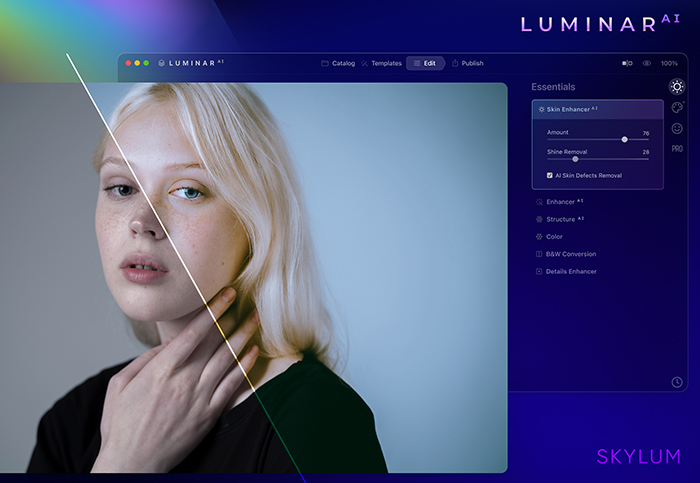 LUMINAR AI
LUMINAR AI
Catalog Templates Edit Publish
100%
Essentials
Skin Enhancer AI
Amount 76
Shine Removal 28
AI Skin Defects Removal
PRO
Enhancer AI
Structure AI
Color
B&W Conversion
Details Enhancer
SKYLUM